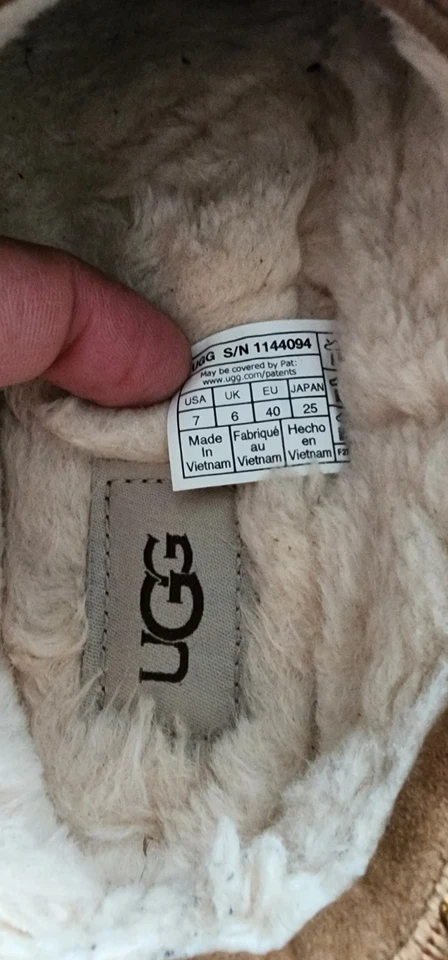 UGG S/N 1144094
May be covered by Pat:
www.ugg.com/patents
USA UK EU JAPAN
7 6 40 25
Made In Vietnam
Fabriqué au Vietnam
Hecho en Vietnam
UGG